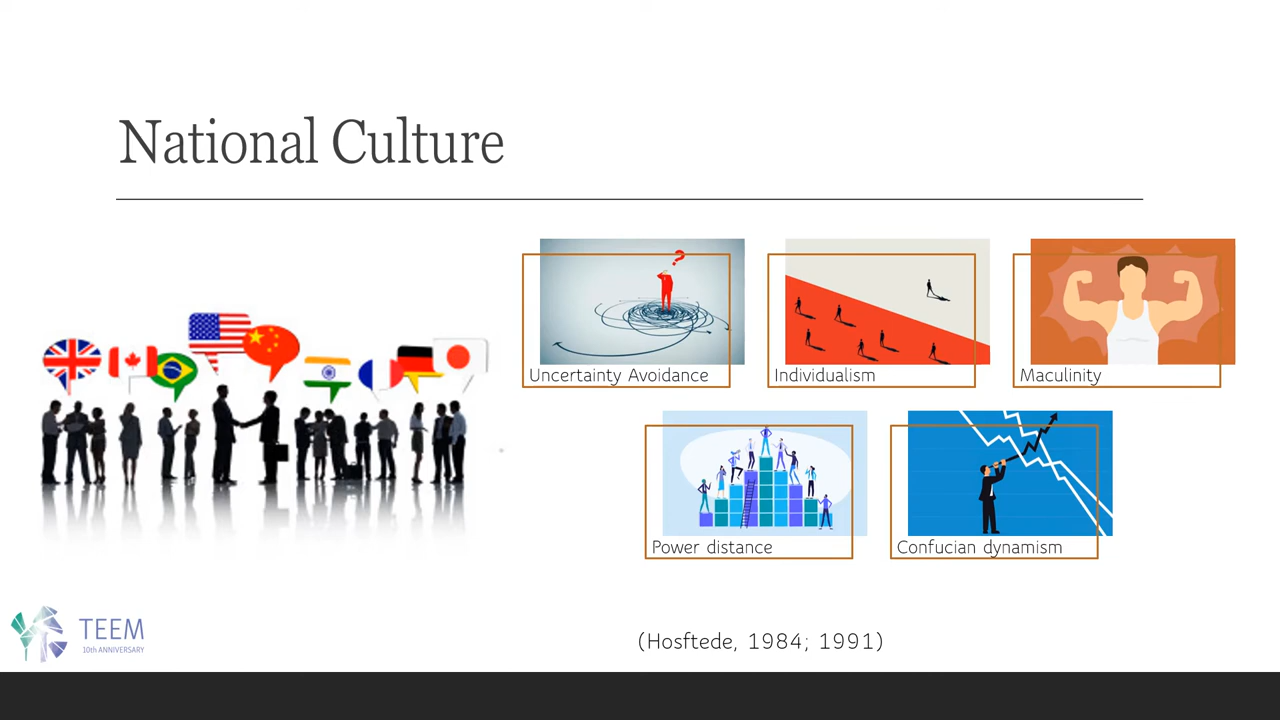 National Culture
?
Uncertainty Avoidance
Individualism
Maculinity
Power distance
Confucian dynamism
(Hosftede, 1984; 1991)
TEEM
10th ANNIVERSARY